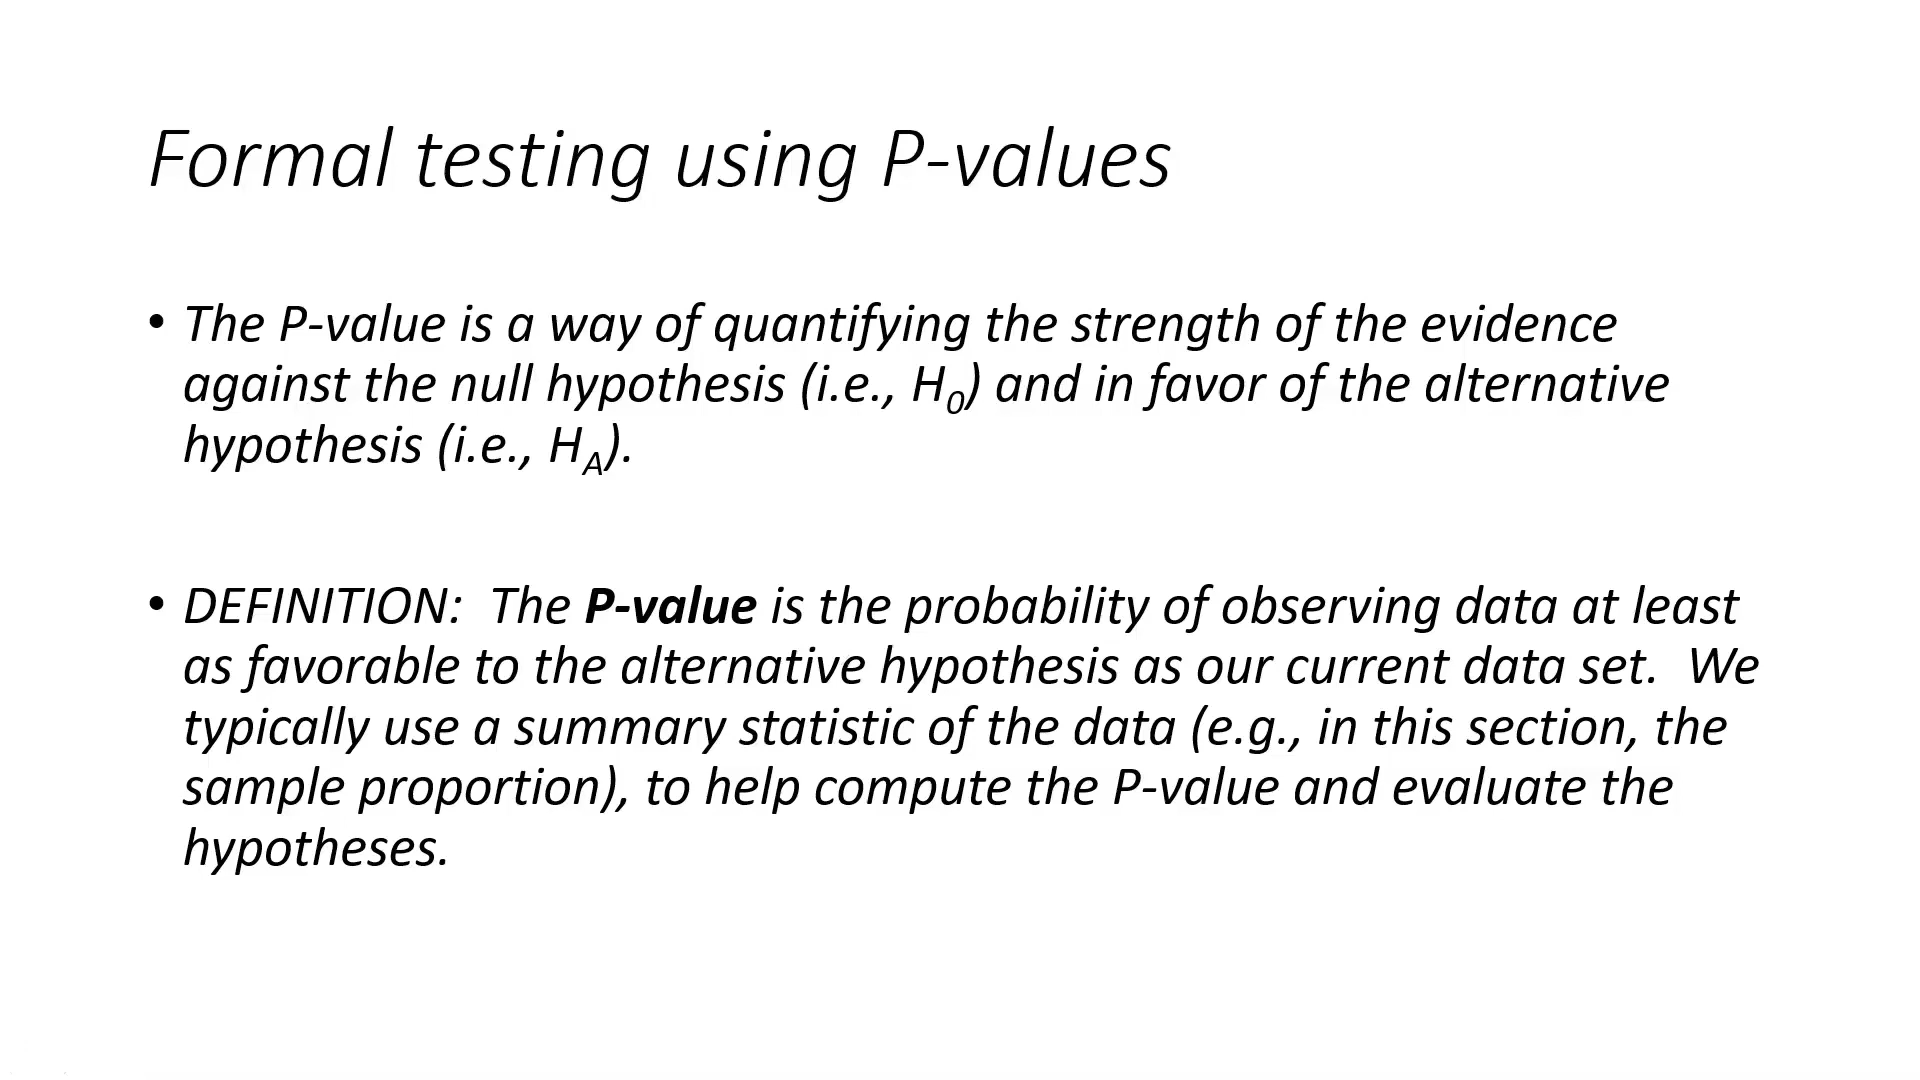 Formal testing using P-values
• The P-value is a way of quantifying the strength of the evidence
against the null hypothesis (i.e., H₀) and in favor of the alternative
hypothesis (i.e., H_A).
• DEFINITION:  The P-value is the probability of observing data at least
as favorable to the alternative hypothesis as our current data set.  We
typically use a summary statistic of the data (e.g., in this section, the
sample proportion), to help compute the P-value and evaluate the
hypotheses.